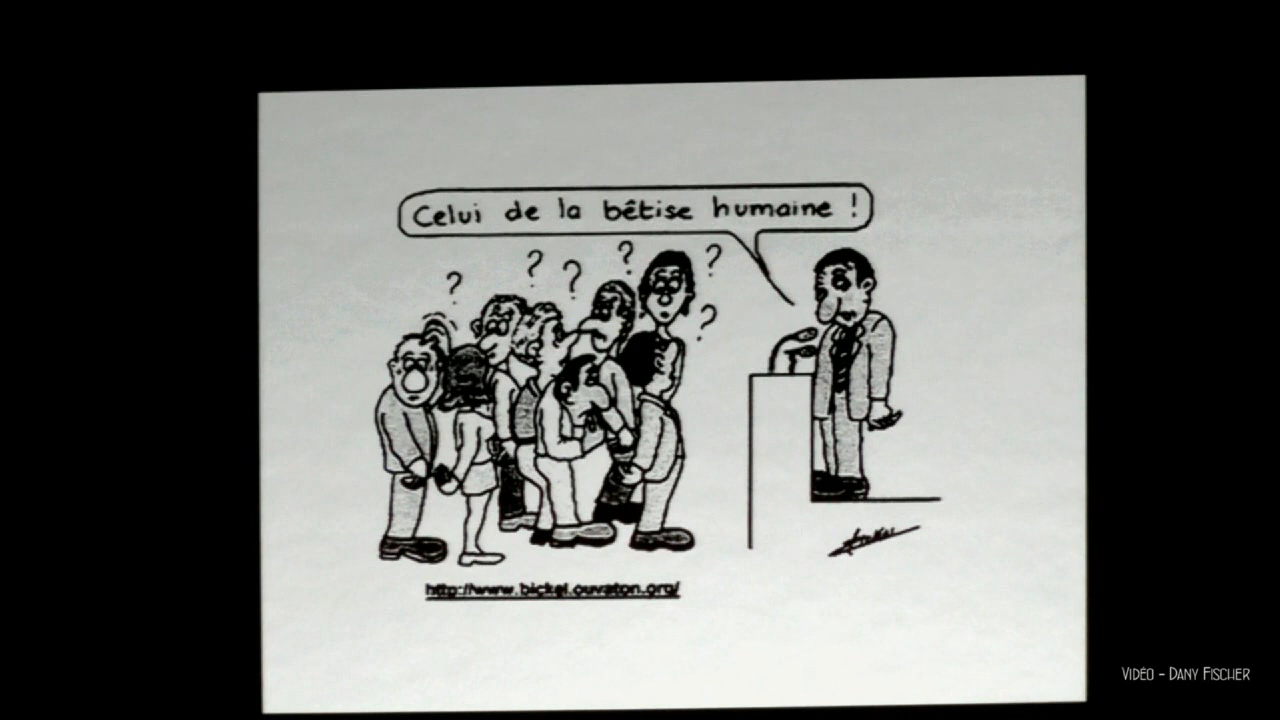 Celui de la bêtise humaine !
? ? ? ? ? ?
http://www.bickel.ouvaton.org/
VIDÉO - DANY FISCHER